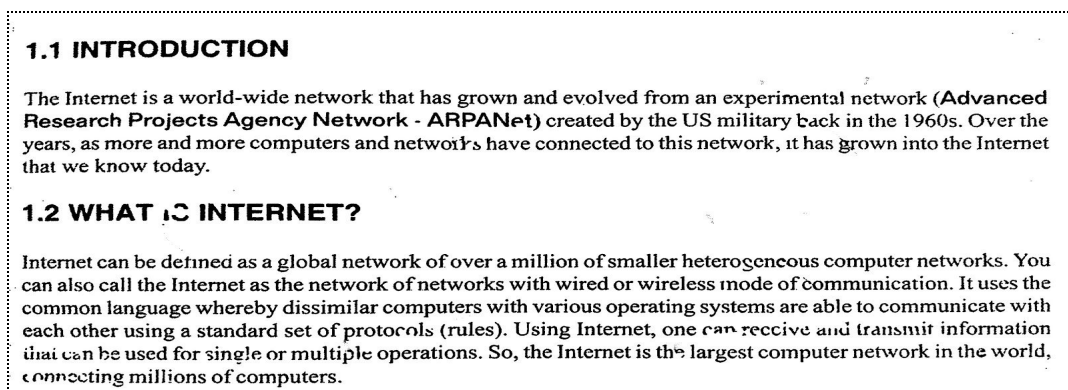 1.1 INTRODUCTION
The Internet is a world-wide network that has grown and evolved from an experimental network (Advanced
Research Projects Agency Network - ARPANet) created by the US military back in the 1960s. Over the
years, as more and more computers and networks have connected to this network, it has grown into the Internet
that we know today.
1.2 WHAT IS INTERNET?
Internet can be defined as a global network of over a million of smaller heterogeneous computer networks. You
can also call the Internet as the network of networks with wired or wireless mode of communication. It uses the
common language whereby dissimilar computers with various operating systems are able to communicate with
each other using a standard set of protocols (rules). Using Internet, one can receive and transmit information
that can be used for single or multiple operations. So, the Internet is the largest computer network in the world,
connecting millions of computers.